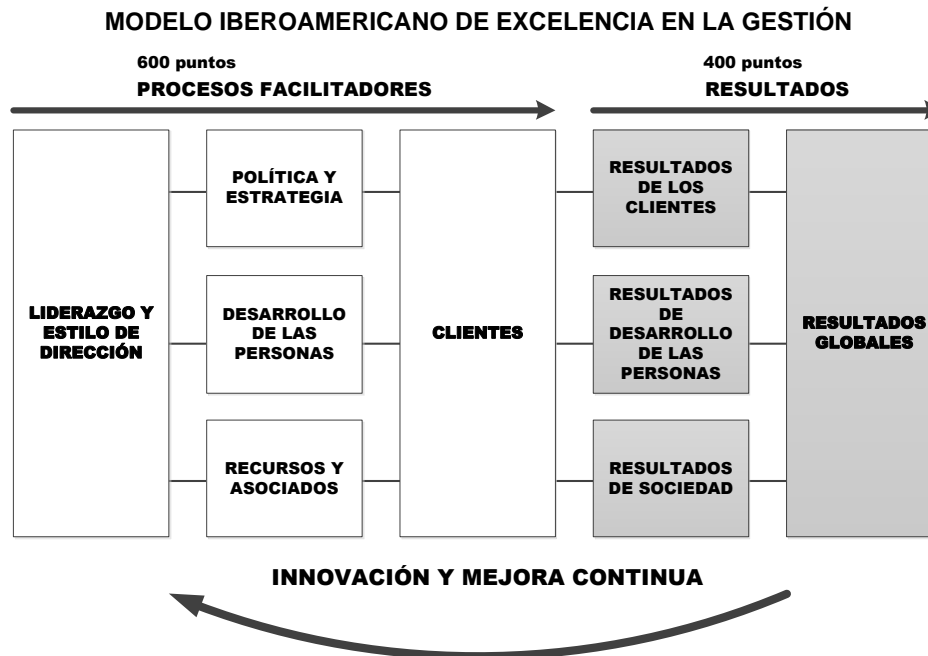 MODELO IBEROAMERICANO DE EXCELENCIA EN LA GESTIÓN
600 puntos
PROCESOS FACILITADORES
400 puntos
RESULTADOS
LIDERAZGO Y
ESTILO DE
DIRECCIÓN
POLÍTICA Y
ESTRATEGIA
DESARROLLO
DE LAS
PERSONAS
RECURSOS Y
ASOCIADOS
CLIENTES
RESULTADOS
DE LOS
CLIENTES
RESULTADOS
DE
DESARROLLO
DE LAS
PERSONAS
RESULTADOS
DE SOCIEDAD
RESULTADOS
GLOBALES
INNOVACIÓN Y MEJORA CONTINUA